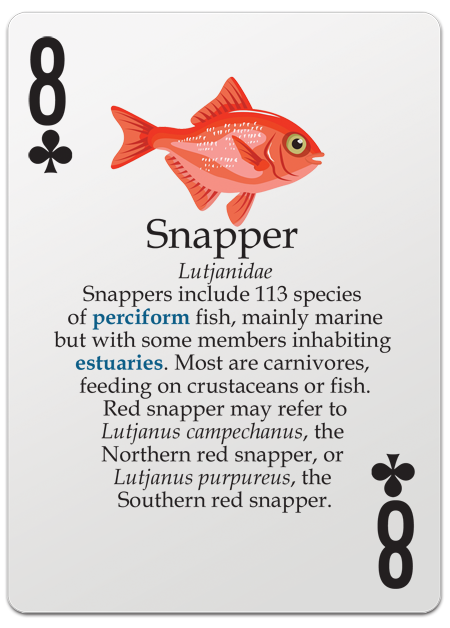 8
Snapper
Lutjanidae
Snappers include 113 species
of perciform fish, mainly marine
but with some members inhabiting
estuaries. Most are carnivores,
feeding on crustaceans or fish.
Red snapper may refer to
Lutjanus campechanus, the
Northern red snapper, or
Lutjanus purpureus, the
Southern red snapper.
8